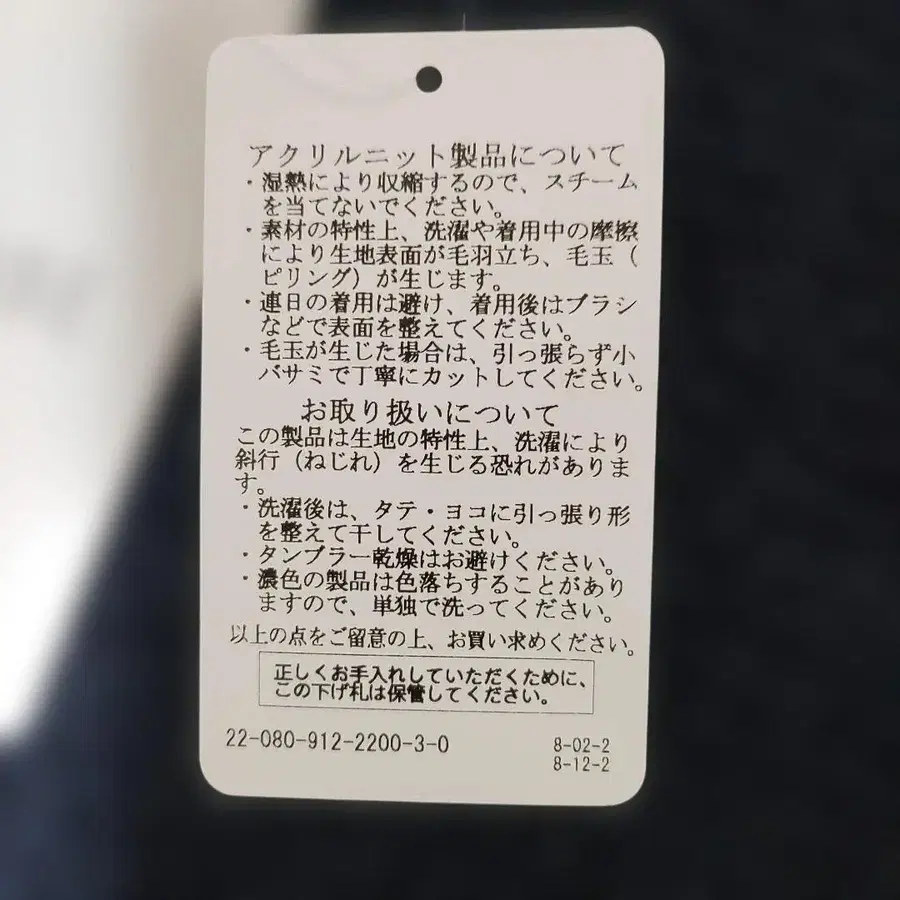 アクリルニット製品について
・湿熱により収縮するので、スチーム
を当てないでください。
・素材の特性上、洗濯や着用中の摩擦
により生地表面が毛羽立ち、毛玉（
ピリング）が生じます。
・連日の着用は避け、着用後はブラシ
などで表面を整えてください。
・毛玉が生じた場合は、引っ張らず小
バサミで丁寧にカットしてください。
お取り扱いについて
この製品は生地の特性上、洗濯により
斜行（ねじれ）を生じる恐れがありま
す。
・洗濯後は、タテ・ヨコに引っ張り形
を整えて干してください。
・タンブラー乾燥はお避けください。
・濃色の製品は色落ちすることがあり
ますので、単独で洗ってください。
以上の点をご留意の上、お買い求めください。
正しくお手入れしていただくために、
この下げ札は保管してください。
22-080-912-2200-3-0
8-02-2
8-12-2